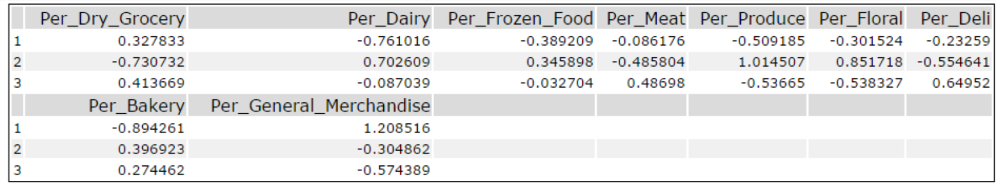 Per_Dry_Grocery Per_Dairy Per_Frozen_Food Per_Meat Per_Produce Per_Floral Per_Deli
1 0.327833 -0.761016 -0.389209 -0.086176 -0.509185 -0.301524 -0.23259
2 -0.730732 0.702609 0.345898 -0.485804 1.014507 0.851718 -0.554641
3 0.413669 -0.087039 -0.032704 0.48698 -0.53665 -0.538327 0.64952
Per_Bakery Per_General_Merchandise
1 -0.894261 1.208516
2 0.396923 -0.304862
3 0.274462 -0.574389